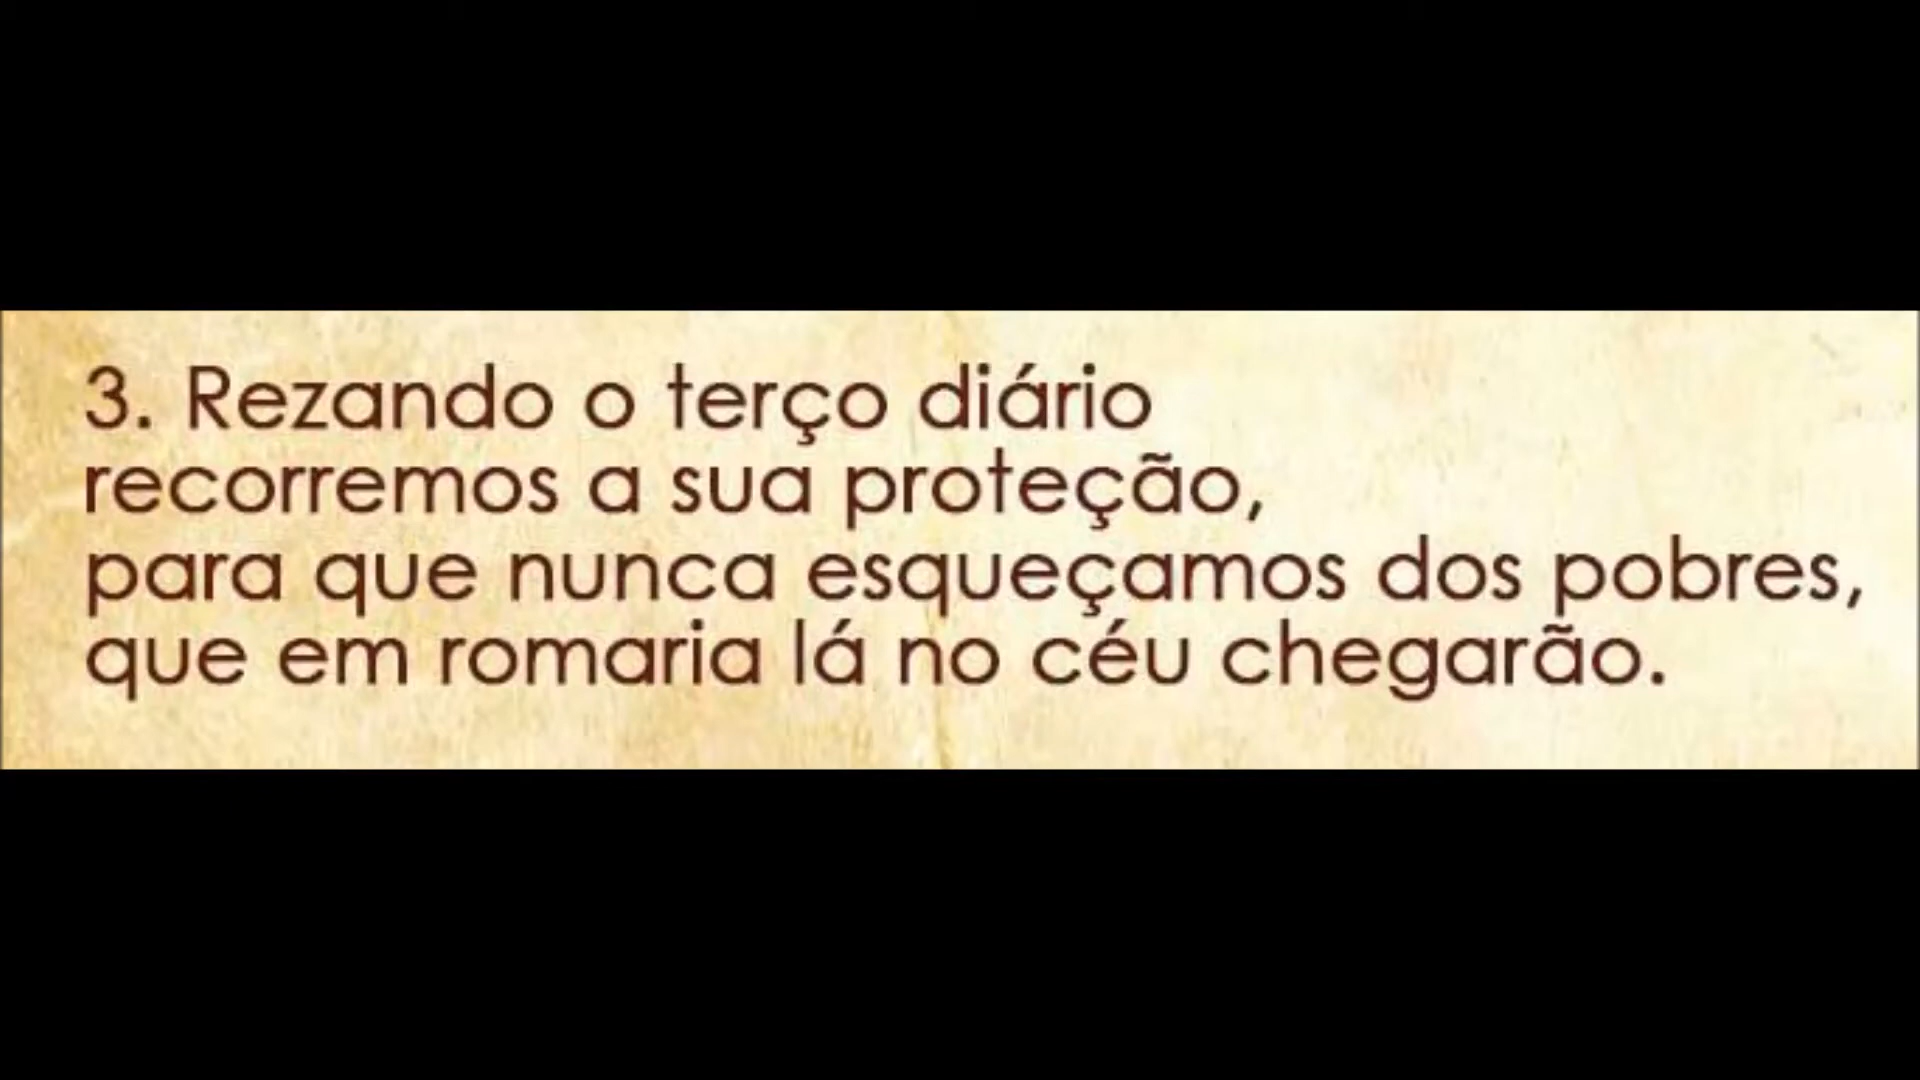 3. Rezando o terço diário
recorremos a sua proteção,
para que nunca esqueçamos dos pobres,
que em romaria lá no céu chegarão.